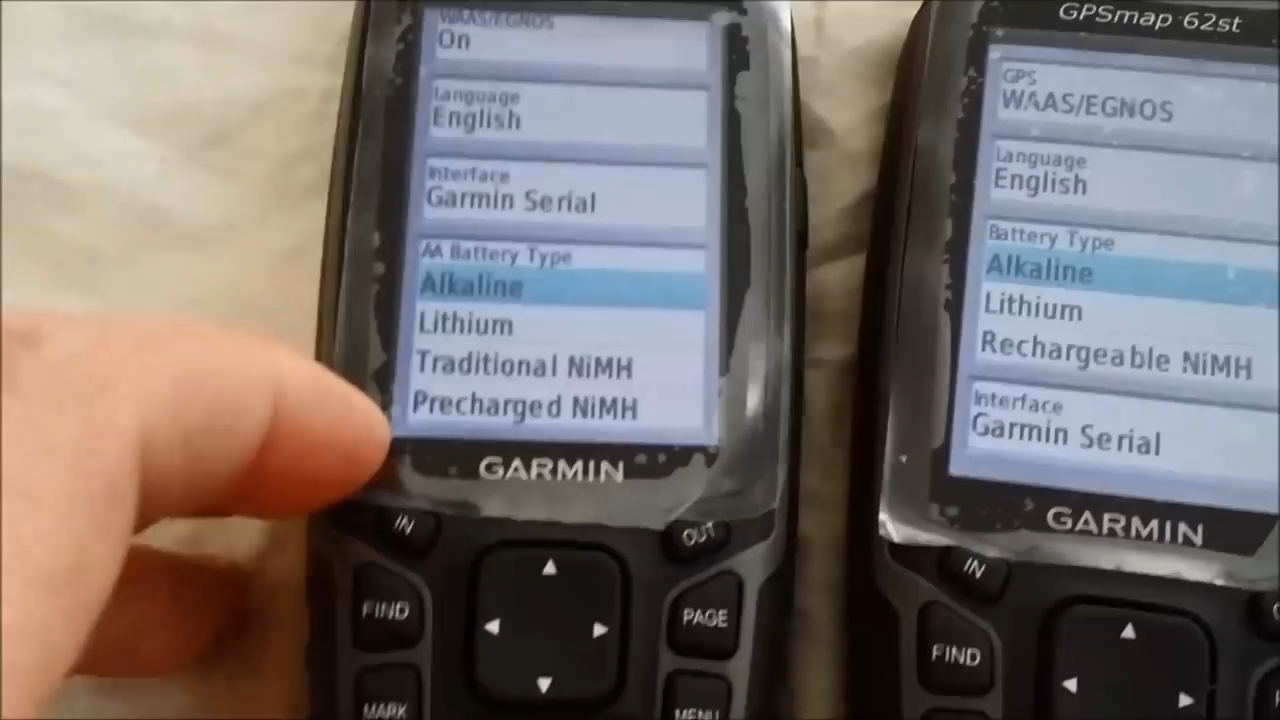 WAAS/EGNOS
On
Language
English
Interface
Garmin Serial
AA Battery Type
Alkaline
Lithium
Traditional NiMH
Precharged NiMH
GARMIN
IN
OUT
FIND
PAGE
MARK
MENU
GPSmap 62st
GPS
WAAS/EGNOS
Language
English
Battery Type
Alkaline
Lithium
Rechargeable NiMH
Interface
Garmin Serial
GARMIN
IN
FIND